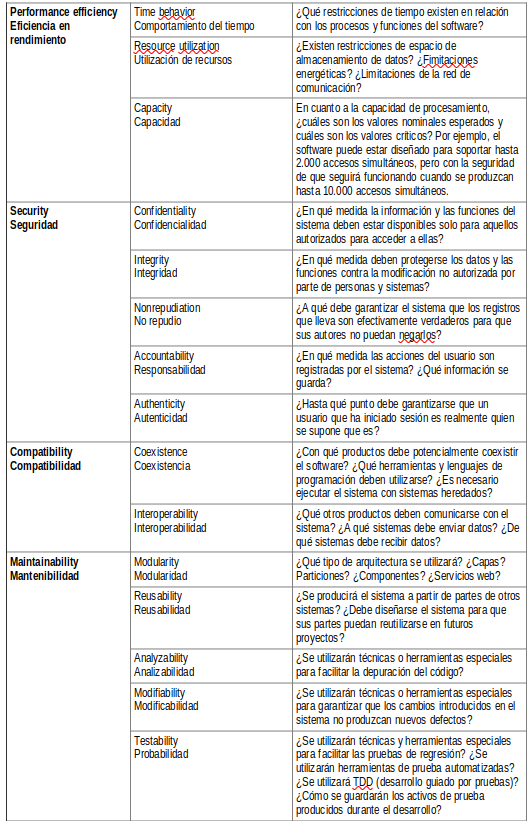 Performance efficiency
Eficiencia en
rendimiento
Time behavior
Comportamiento del tiempo
¿Qué restricciones de tiempo existen en relación
con los procesos y funciones del software?
Resource utilization
Utilización de recursos
¿Existen restricciones de espacio de
almacenamiento de datos? ¿Fimitaciones
energéticas? ¿Limitaciones de la red de
comunicación?
Capacity
Capacidad
En cuanto a la capacidad de procesamiento,
¿cuáles son los valores nominales esperados y
cuáles son los valores críticos? Por ejemplo, el
software puede estar diseñado para soportar hasta
2.000 accesos simultáneos, pero con la seguridad
de que seguirá funcionando cuando se produzcan
hasta 10.000 accesos simultáneos.
Security
Seguridad
Confidentiality
Confidencialidad
¿En qué medida la información y las funciones del
sistema deben estar disponibles solo para aquellos
autorizados para acceder a ellas?
Integrity
Integridad
¿En qué medida deben protegerse los datos y las
funciones contra la modificación no autorizada por
parte de personas y sistemas?
Nonrepudiation
No repudio
¿A qué debe garantizar el sistema que los registros
que lleva son efectivamente verdaderos para que
sus autores no puedan negarlos?
Accountability
Responsabilidad
¿En qué medida las acciones del usuario son
registradas por el sistema? ¿Qué información se
guarda?
Authenticity
Autenticidad
¿Hasta qué punto debe garantizarse que un
usuario que ha iniciado sesión es realmente quien
se supone que es?
Compatibility
Compatibilidad
Coexistence
Coexistencia
¿Con qué productos debe potencialmente coexistir
el software? ¿Qué herramientas y lenguajes de
programación deben utilizarse? ¿Es necesario
ejecutar el sistema con sistemas heredados?
Interoperability
Interoperabilidad
¿Qué otros productos deben comunicarse con el
sistema? ¿A qué sistemas debe enviar datos? ¿De
qué sistemas debe recibir datos?
Maintainability
Mantenibilidad
Modularity
Modularidad
¿Qué tipo de arquitectura se utilizará? ¿Capas?
Particiones? ¿Componentes? ¿Servicios web?
Reusability
Reusabilidad
¿Se producirá el sistema a partir de partes de otros
sistemas? ¿Debe diseñarse el sistema para que
sus partes puedan reutilizarse en futuros
proyectos?
Analyzability
Analizabilidad
¿Se utilizarán técnicas o herramientas especiales
para facilitar la depuración del código?
Modifiability
Modificabilidad
¿Se utilizarán técnicas o herramientas especiales
para garantizar que los cambios introducidos en el
sistema no produzcan nuevos defectos?
Testability
Probabilidad
¿Se utilizarán técnicas y herramientas especiales
para facilitar las pruebas de regresión? ¿Se
utilizarán herramientas de prueba automatizadas?
¿Se utilizará TDD (desarrollo guiado por pruebas)?
¿Cómo se guardarán los activos de prueba
producidos durante el desarrollo?